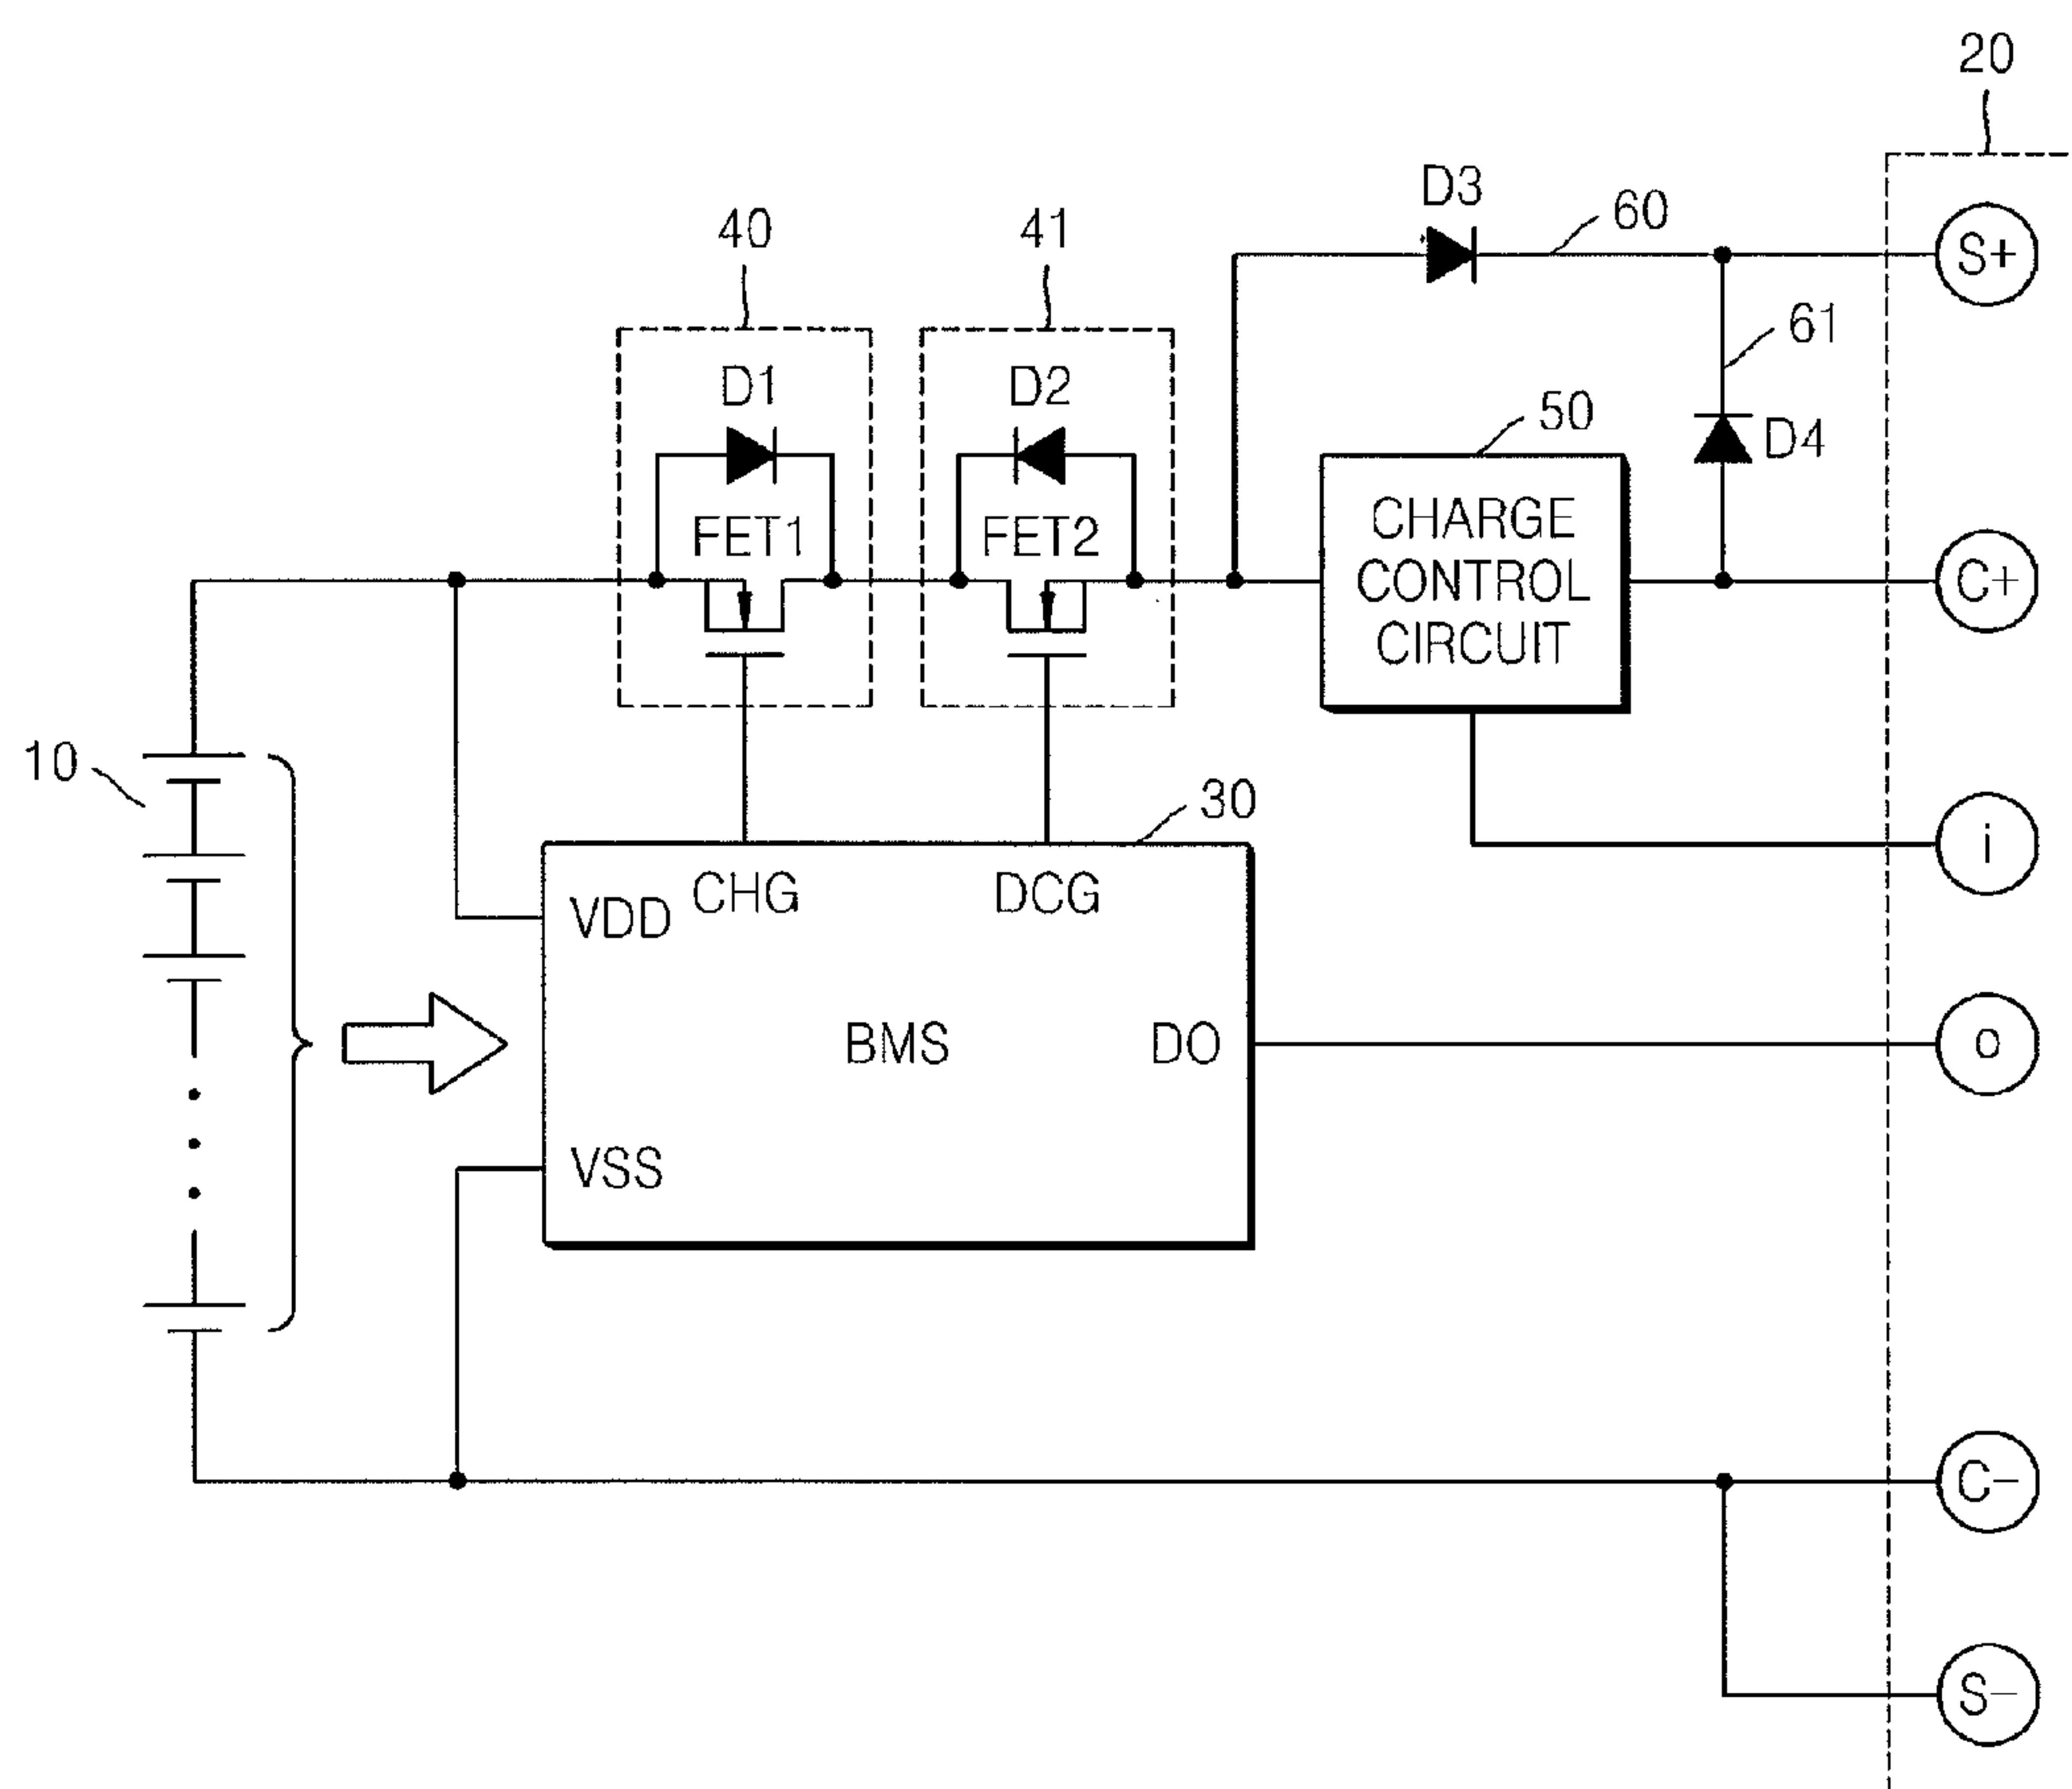 20
D3
60
S+
40
41
61
D1
D2
50
D4
FET1
FET2
CHARGE
CONTROL
CIRCUIT
C+
10
30
i
CHG
DCG
VDD
BMS
DO
o
VSS
C-
S-